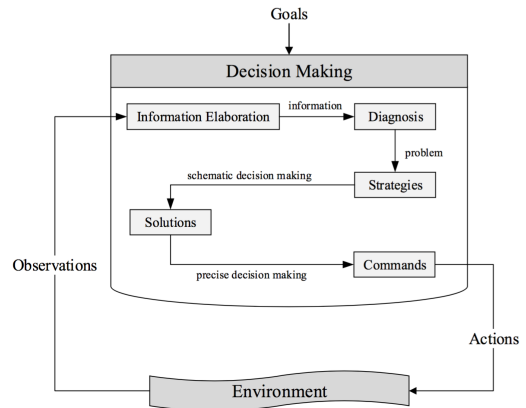 Goals
Decision Making
Information Elaboration
information
Diagnosis
problem
schematic decision making
Strategies
Solutions
Observations
precise decision making
Commands
Actions
Environment